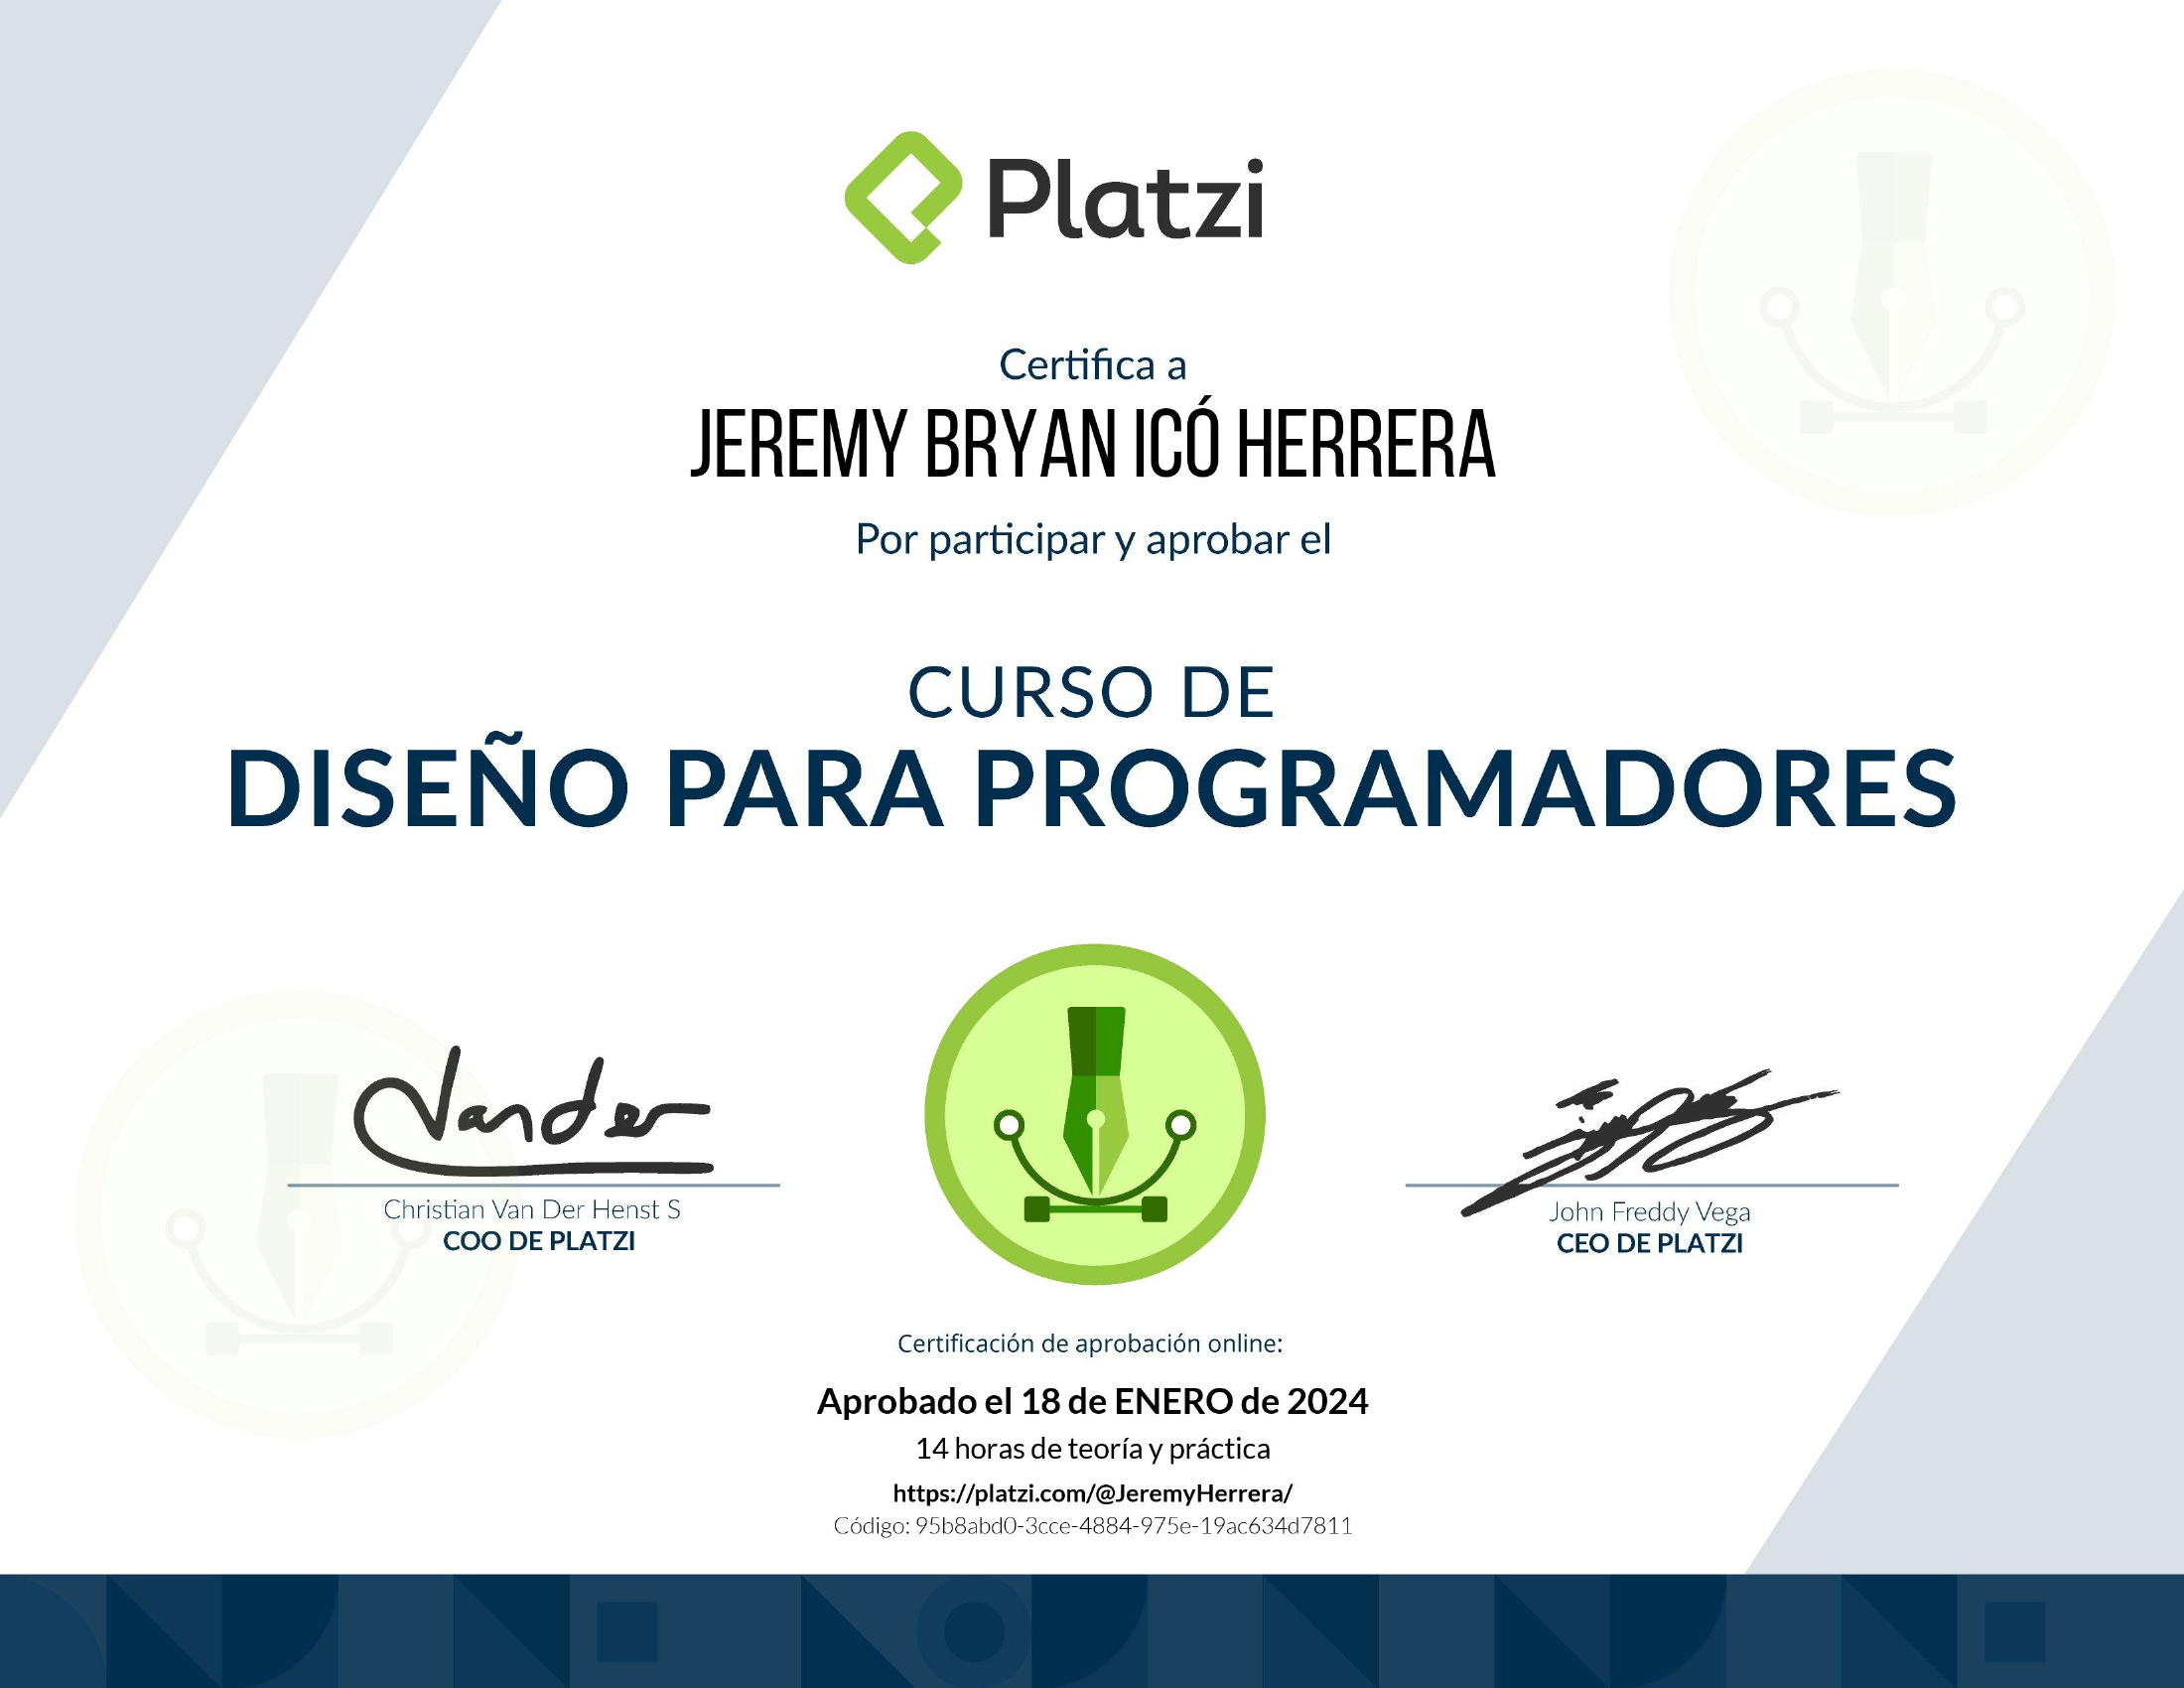 Platzi
Certifica a
JEREMY BRYAN ICÓ HERRERA
Por participar y aprobar el
CURSO DE
DISEÑO PARA PROGRAMADORES
Vander
Christian Van Der Henst S
COO DE PLATZI
John Freddy Vega
CEO DE PLATZI
Certificación de aprobación online:
Aprobado el 18 de ENERO de 2024
14 horas de teoría y práctica
https://platzi.com/@JeremyHerrera/
Código: 95b8abd0-3cce-4884-975e-19ac634d7811